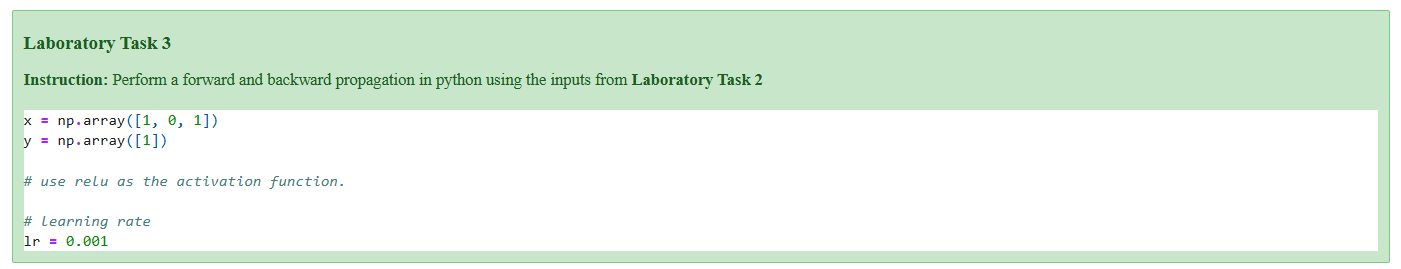 Laboratory Task 3
Instruction: Perform a forward and backward propagation in python using the inputs from Laboratory Task 2
x = np.array([1, 0, 1])
y = np.array([1])
# use relu as the activation function.
# learning rate
lr = 0.001